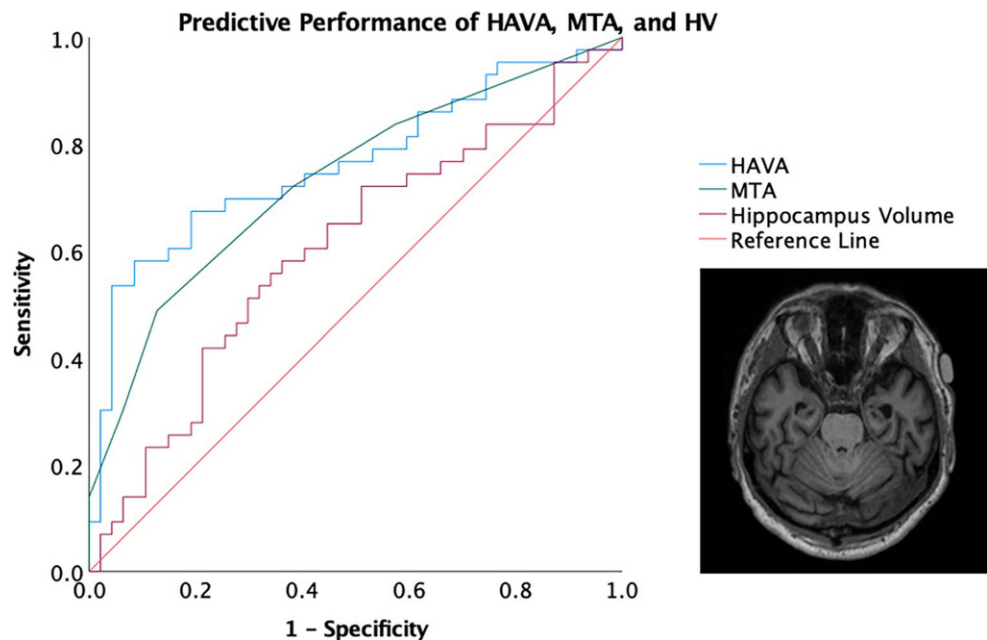 Predictive Performance of HAVA, MTA, and HV
1.0
0.8
0.6
0.4
0.2
0.0
Sensitivity
0.0 0.2 0.4 0.6 0.8 1.0
1 – Specificity
HAVA
MTA
Hippocampus Volume
Reference Line